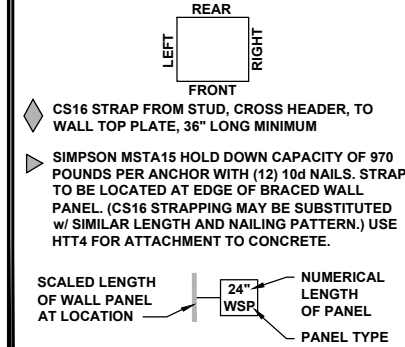 REAR
LEFT
RIGHT
FRONT
CS16 STRAP FROM STUD, CROSS HEADER, TO
WALL TOP PLATE, 36" LONG MINIMUM
SIMPSON MSTA15 HOLD DOWN CAPACITY OF 970
POUNDS PER ANCHOR WITH (12) 10d NAILS. STRAP
TO BE LOCATED AT EDGE OF BRACED WALL
PANEL. (CS16 STRAPPING MAY BE SUBSTITUTED
w/ SIMILAR LENGTH AND NAILING PATTERN.) USE
HTT4 FOR ATTACHMENT TO CONCRETE.
SCALED LENGTH
OF WALL PANEL
AT LOCATION
24"
WSP
NUMERICAL
LENGTH
OF PANEL
PANEL TYPE